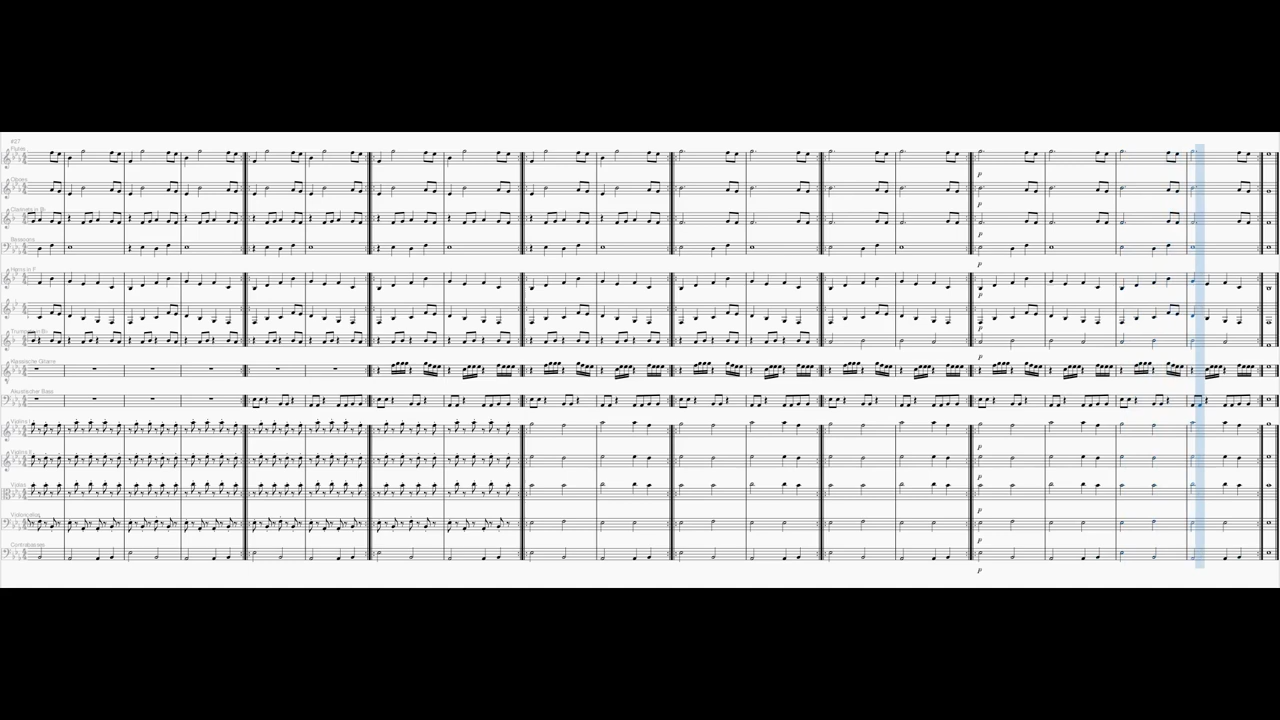 #27
Flutes
Oboes
Clarinets in B♭
Bassoons
Horns in F
Trumpets in B♭
Klassische Gitarre
Akustischer Bass
Violins I
Violins II
Violas
Violoncellos
Contrabasses
p
p
p
p
p
p
p
p
p
p
p
p